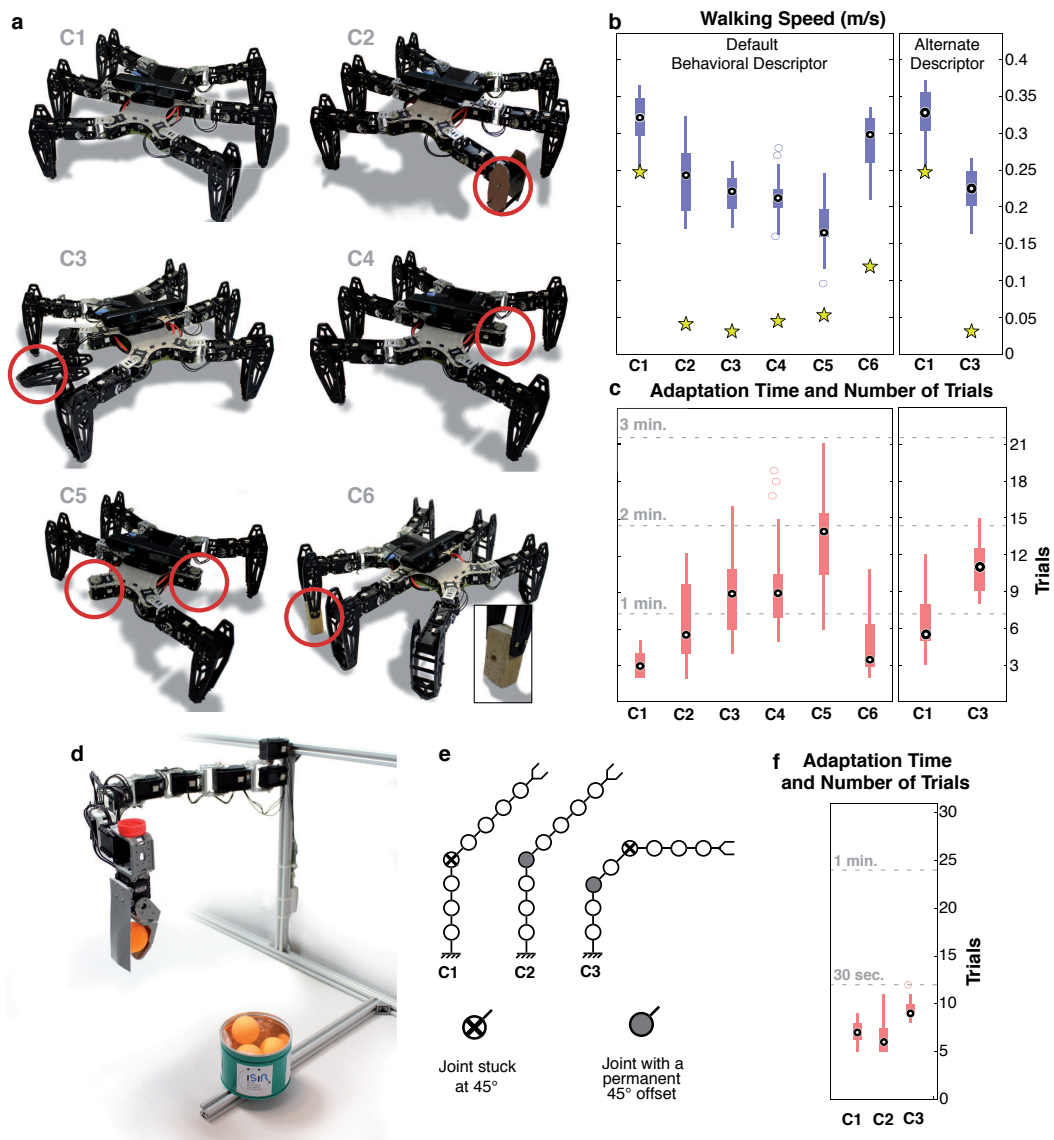 a
C1
C2
C3
C4
C5
C6
b
Walking Speed (m/s)
Default
Behavioral Descriptor
Alternate
Descriptor
0.4
0.35
0.3
0.25
0.2
0.15
0.1
0.05
0
C1 C2 C3 C4 C5 C6 C1 C3
c
Adaptation Time and Number of Trials
3 min.
2 min.
1 min.
21
18
15
12
9
6
3
Trials
C1 C2 C3 C4 C5 C6 C1 C3
d
ISIR
e
C1 C2 C3
Joint stuck
at 45°
Joint with a
permanent
45° offset
f
Adaptation Time
and Number of Trials
1 min.
30 sec.
30
25
20
15
10
5
0
Trials
C1 C2 C3